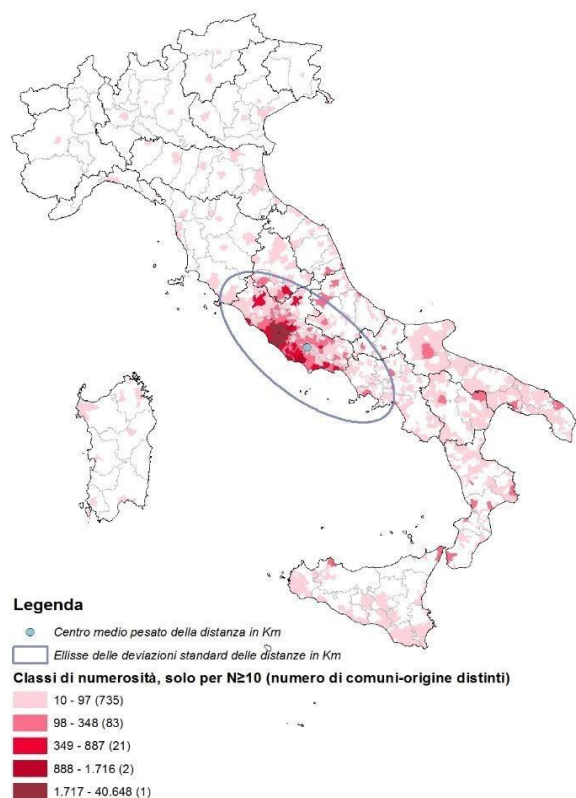 Legenda
Centro medio pesato della distanza in Km
Ellisse delle deviazioni standard delle distanze in Km
Classi di numerosità, solo per N≥10 (numero di comuni-origine distinti)
10 - 97 (735)
98 - 348 (83)
349 - 887 (21)
888 - 1.716 (2)
1.717 - 40.648 (1)